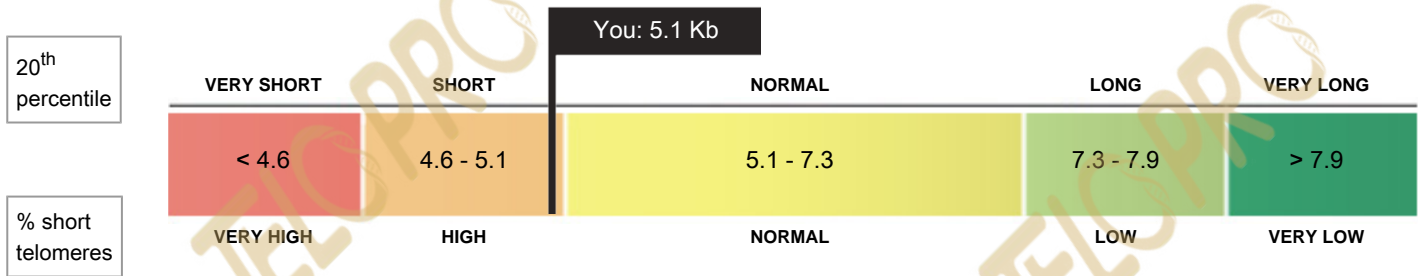 You: 5.1 Kb
20th
percentile
VERY SHORT SHORT NORMAL LONG VERY LONG
< 4.6 4.6 - 5.1 5.1 - 7.3 7.3 - 7.9 > 7.9
% short
telomeres
VERY HIGH HIGH NORMAL LOW VERY LOW
TELOPRO
TELOPRO